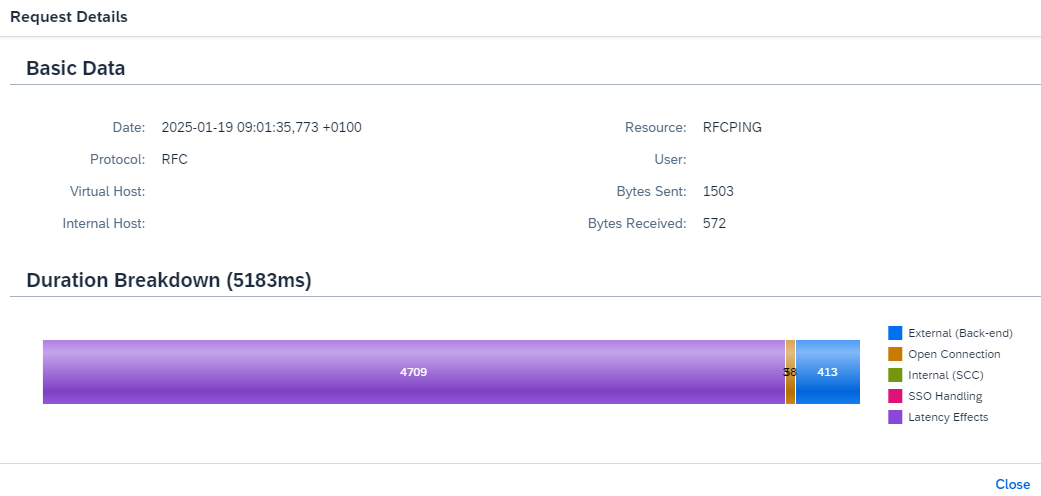 Request Details
Basic Data
Date: 2025-01-19 09:01:35,773 +0100
Resource: RFCPING
Protocol: RFC
User:
Virtual Host:
Bytes Sent: 1503
Internal Host:
Bytes Received: 572
Duration Breakdown (5183ms)
4709 3 58 413
External (Back-end)
Open Connection
Internal (SCC)
SSO Handling
Latency Effects
Close